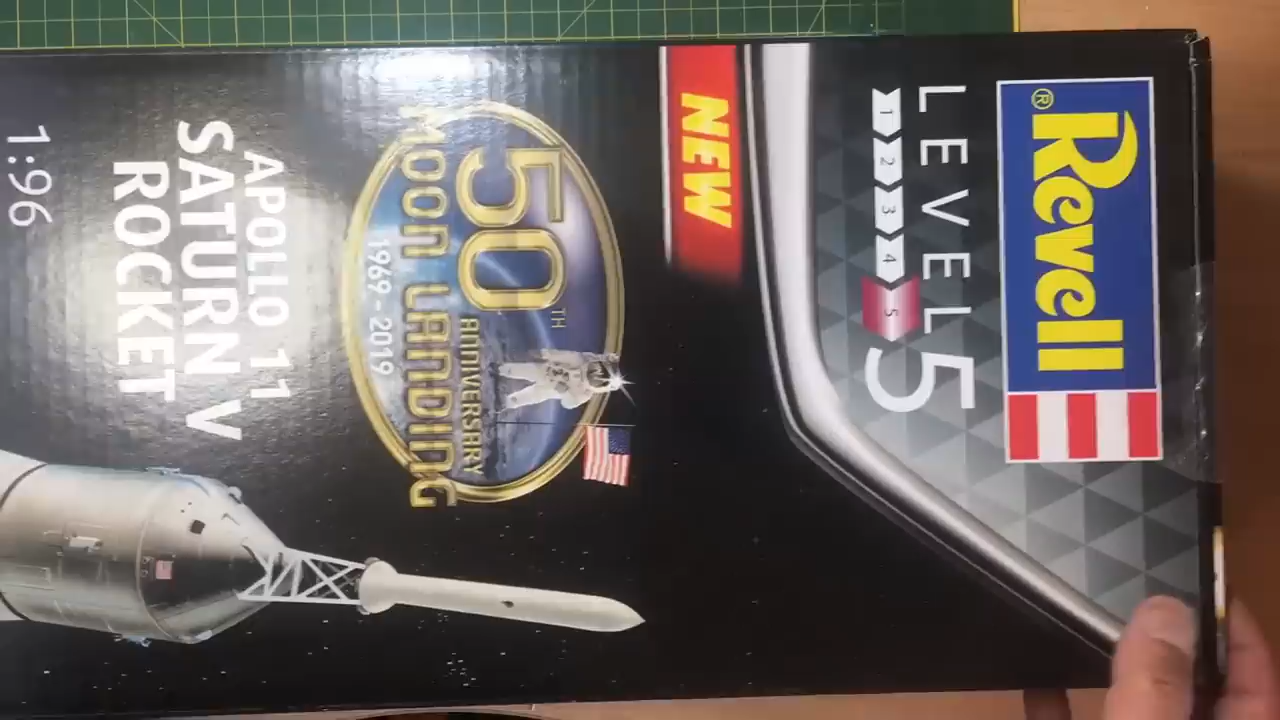 Revell®
LEVEL 5
1 2 3 4 5
NEW
50TH
ANNIVERSARY
MOON LANDING
1969 - 2019
APOLLO 11
SATURN V
ROCKET
1:96